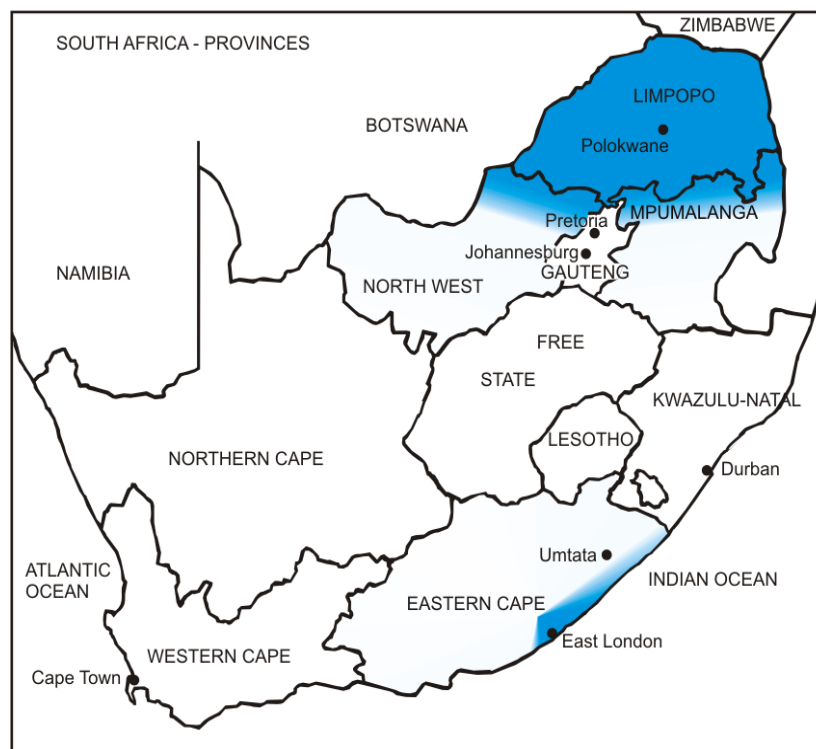 ZIMBABWE
SOUTH AFRICA - PROVINCES
LIMPOPO
BOTSWANA
Polokwane
MPUMALANGA
Pretoria
Johannesburg
NAMIBIA
GAUTENG
NORTH WEST
FREE
STATE
KWAZULU-NATAL
LESOTHO
NORTHERN CAPE
Durban
Umtata
ATLANTIC
OCEAN
INDIAN OCEAN
EASTERN CAPE
East London
WESTERN CAPE
Cape Town